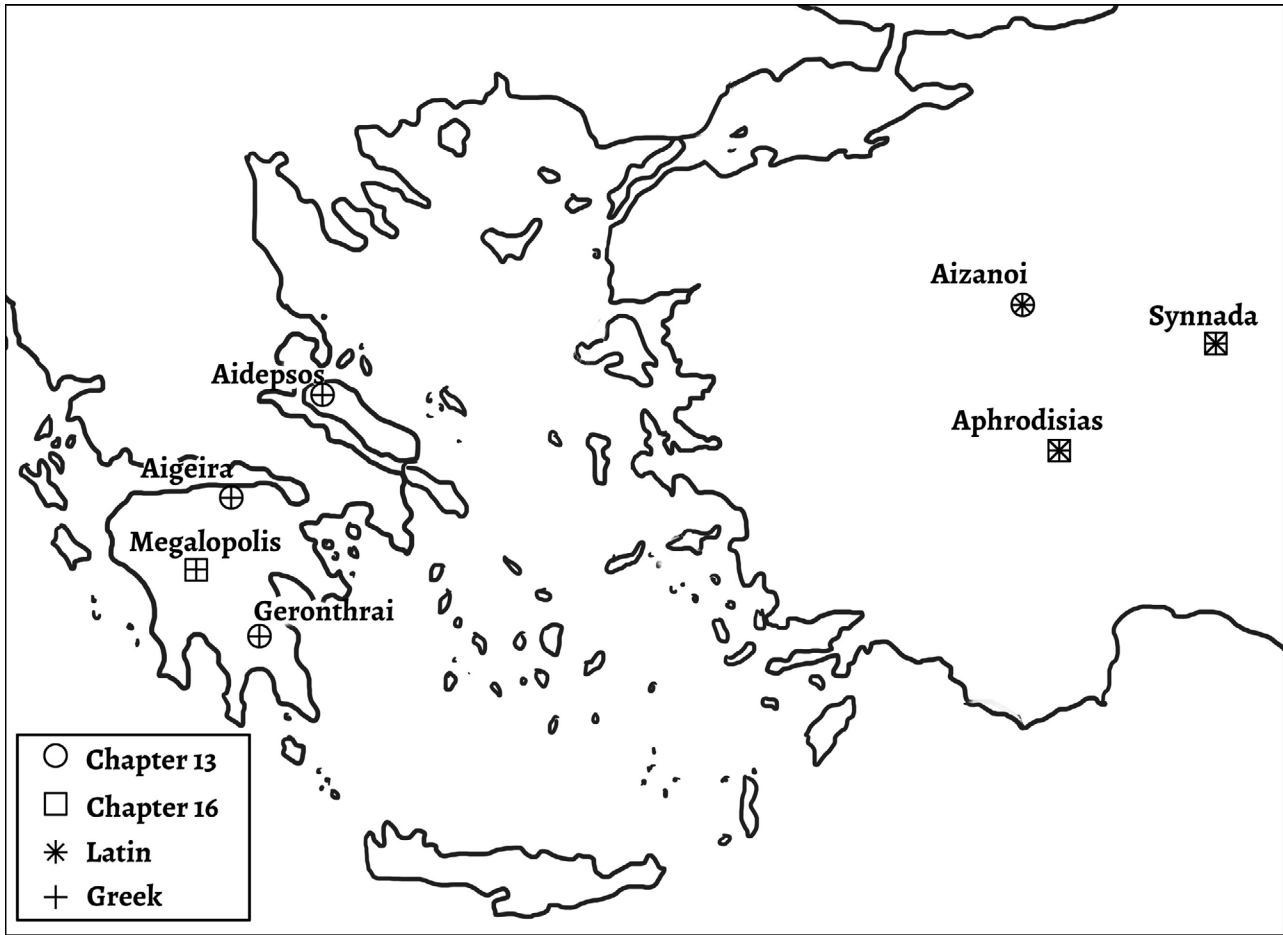 Aizanoi
Synnada
Aidepsos
Aphrodisias
Aigeira
Megalopolis
Geronthrai
Chapter 13
Chapter 16
Latin
Greek